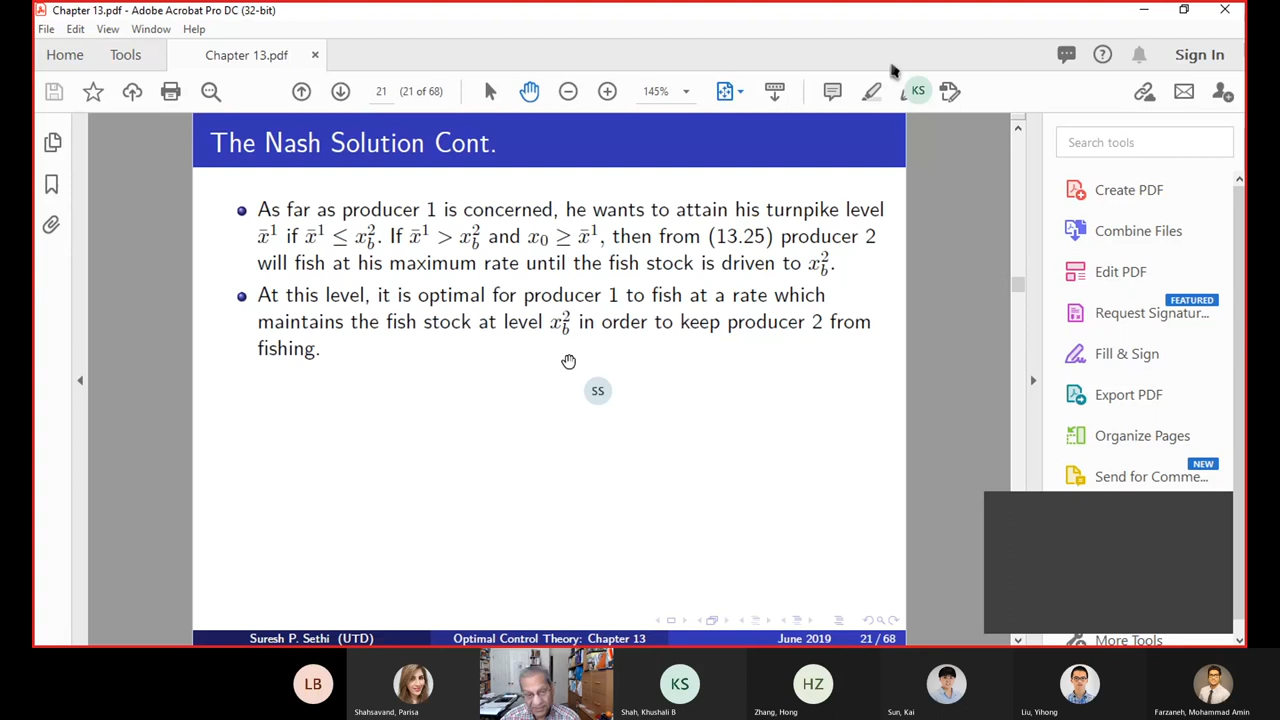 Chapter 13.pdf - Adobe Acrobat Pro DC (32-bit)
File Edit View Window Help
Home Tools Chapter 13.pdf × Sign In
21 (21 of 68) 145% KS
The Nash Solution Cont.
As far as producer 1 is concerned, he wants to attain his turnpike level
x̄¹ if x̄¹ ≤ x_b². If x̄¹ > x_b² and x₀ ≥ x̄¹, then from (13.25) producer 2
will fish at his maximum rate until the fish stock is driven to x_b².
At this level, it is optimal for producer 1 to fish at a rate which
maintains the fish stock at level x_b² in order to keep producer 2 from
fishing.
SS
Suresh P. Sethi (UTD) Optimal Control Theory: Chapter 13 June 2019 21 / 68
Search tools
Create PDF
Combine Files
Edit PDF
FEATURED
Request Signatur...
Fill & Sign
Export PDF
Organize Pages
NEW
Send for Comme...
More Tools
LB KS HZ
Shahsavand, Parisa Shah, Khushali B Zhang, Hong Sun, Kai Liu, Yihong Farzaneh, Mohammad Amin